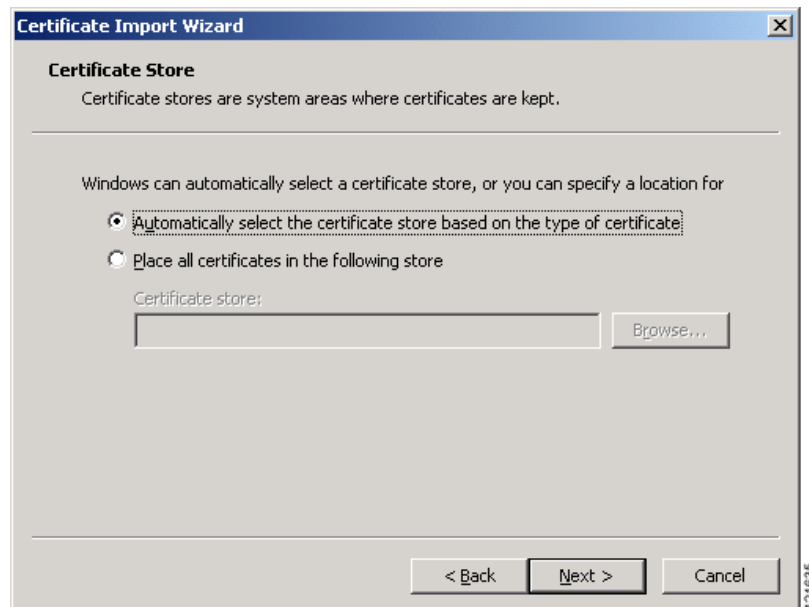 Certificate Import Wizard
Certificate Store
Certificate stores are system areas where certificates are kept.
Windows can automatically select a certificate store, or you can specify a location for
Automatically select the certificate store based on the type of certificate
Place all certificates in the following store
Certificate store:
Browse...
< Back
Next >
Cancel